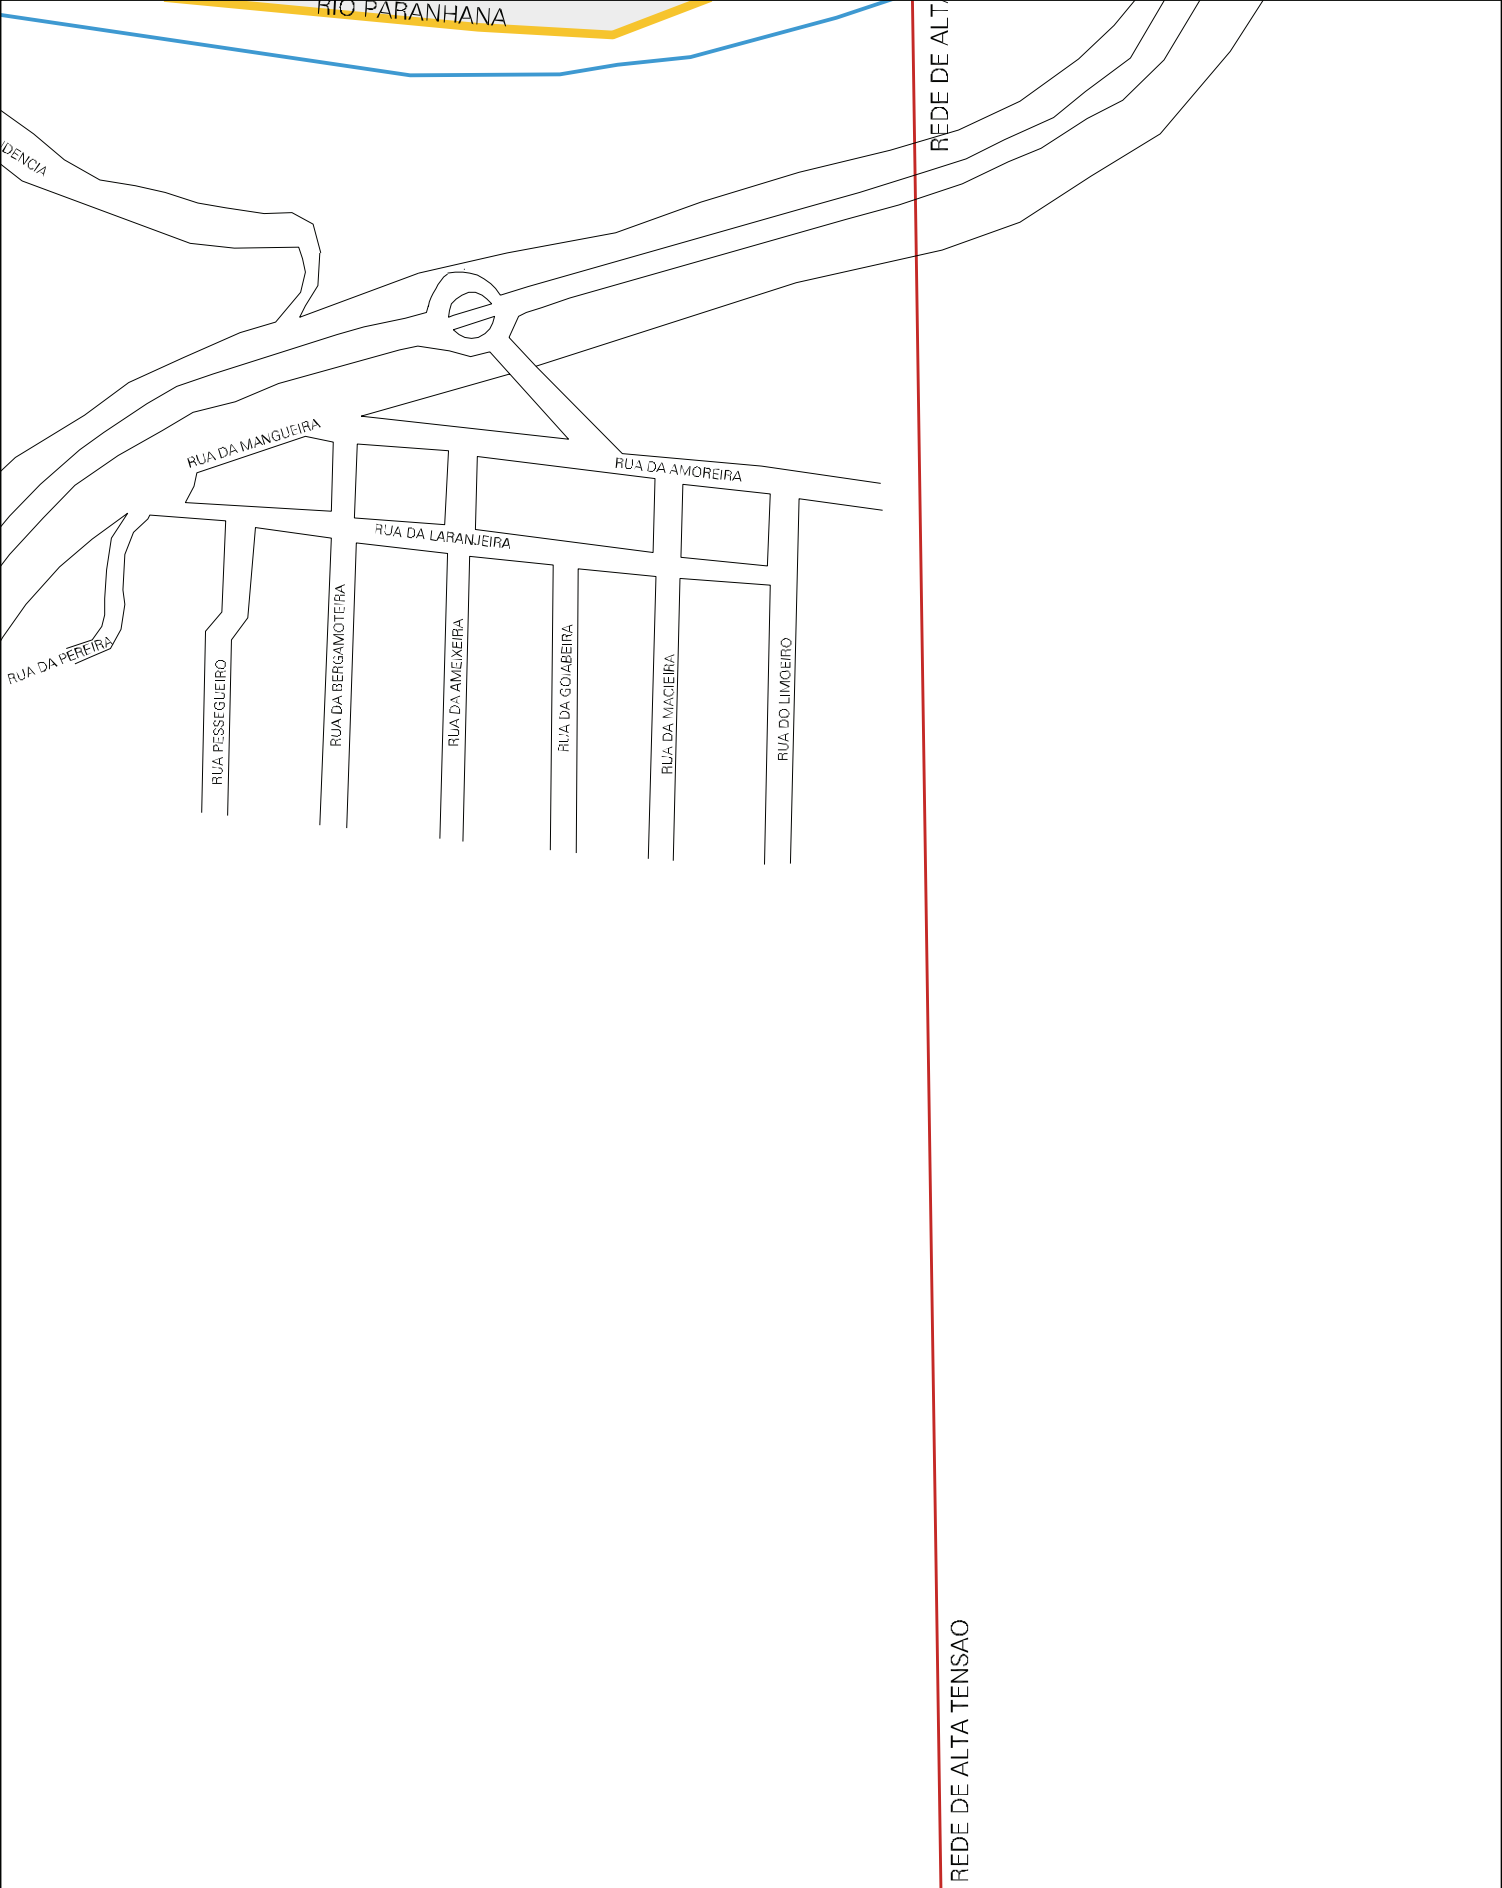 RIO PARANHANA
REDE DE ALTA
DENCIA
RUA DA MANGUEIRA
RUA DA AMOREIRA
RUA DA LARANJEIRA
RUA DA PEREIRA
RUA PESSEGUEIRO
RUA DA BERGAMOTEIRA
RUA DA AMEIXEIRA
RUA DA GOIABEIRA
RUA DA MACIEIRA
RUA DO LIMOEIRO
REDE DE ALTA TENSAO